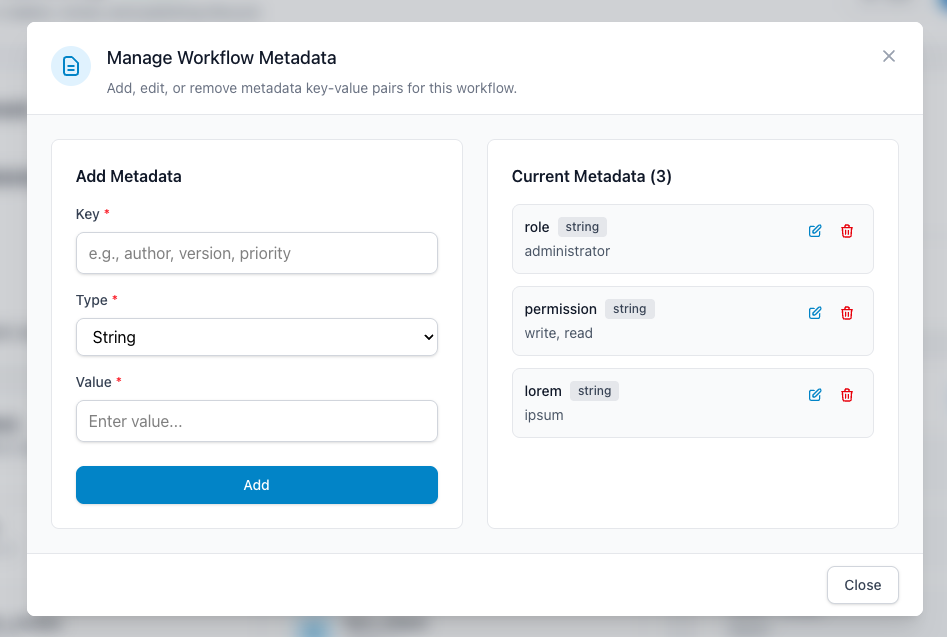 Manage Workflow Metadata
Add, edit, or remove metadata key-value pairs for this workflow.
Add Metadata
Key *
e.g., author, version, priority
Type *
String
Value *
Enter value...
Add
Current Metadata (3)
role string
administrator
permission string
write, read
lorem string
ipsum
Close